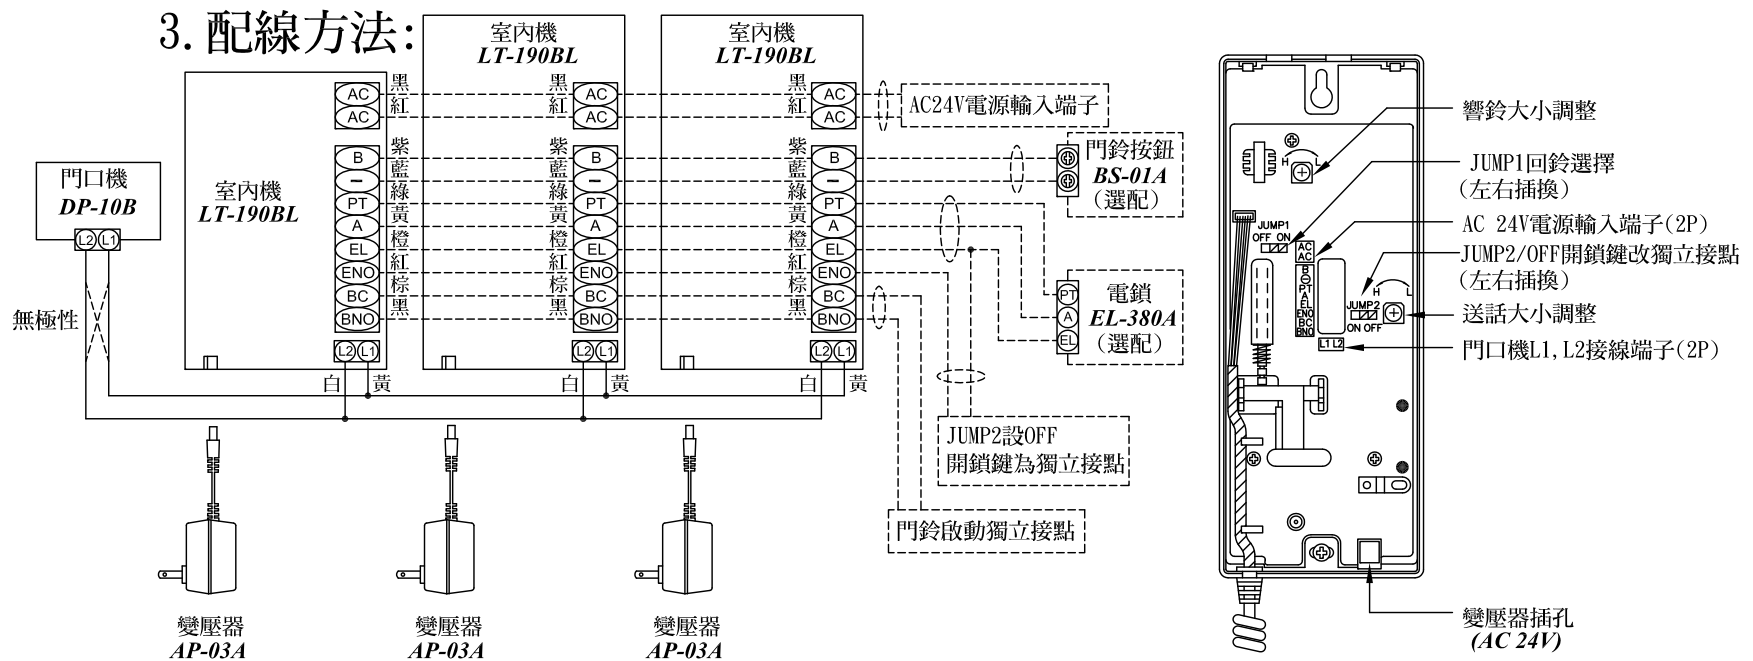 3. 配線方法:
門口機
DP-10B
L2 L1
無極性
室內機
LT-190BL
AC
AC
B
−
PT
A
EL
ENO
BC
BNO
L2 L1
黑
紅
紫
藍
綠
黃
橙
紅
棕
黑
白 黃
室內機
LT-190BL
AC
AC
B
−
PT
A
EL
ENO
BC
BNO
L2 L1
黑
紅
紫
藍
綠
黃
橙
紅
棕
黑
白 黃
室內機
LT-190BL
AC
AC
B
−
PT
A
EL
ENO
BC
BNO
L2 L1
黑
紅
紫
藍
綠
黃
橙
紅
棕
黑
白 黃
AC24V電源輸入端子
門鈴按鈕
BS-01A
(選配)
PT
A
EL
電鎖
EL-380A
(選配)
JUMP2設OFF
開鎖鍵為獨立接點
門鈴啟動獨立接點
變壓器
AP-03A
變壓器
AP-03A
變壓器
AP-03A
H L
JUMP1
OFF ON
AC
AC
B
−
PT
A
EL
ENO
BC
BNO
H L
JUMP2
ON OFF
L1 L2
響鈴大小調整
JUMP1回鈴選擇
(左右插換)
AC 24V電源輸入端子(2P)
JUMP2/OFF開鎖鍵改獨立接點
(左右插換)
送話大小調整
門口機L1, L2接線端子(2P)
變壓器插孔
(AC 24V)